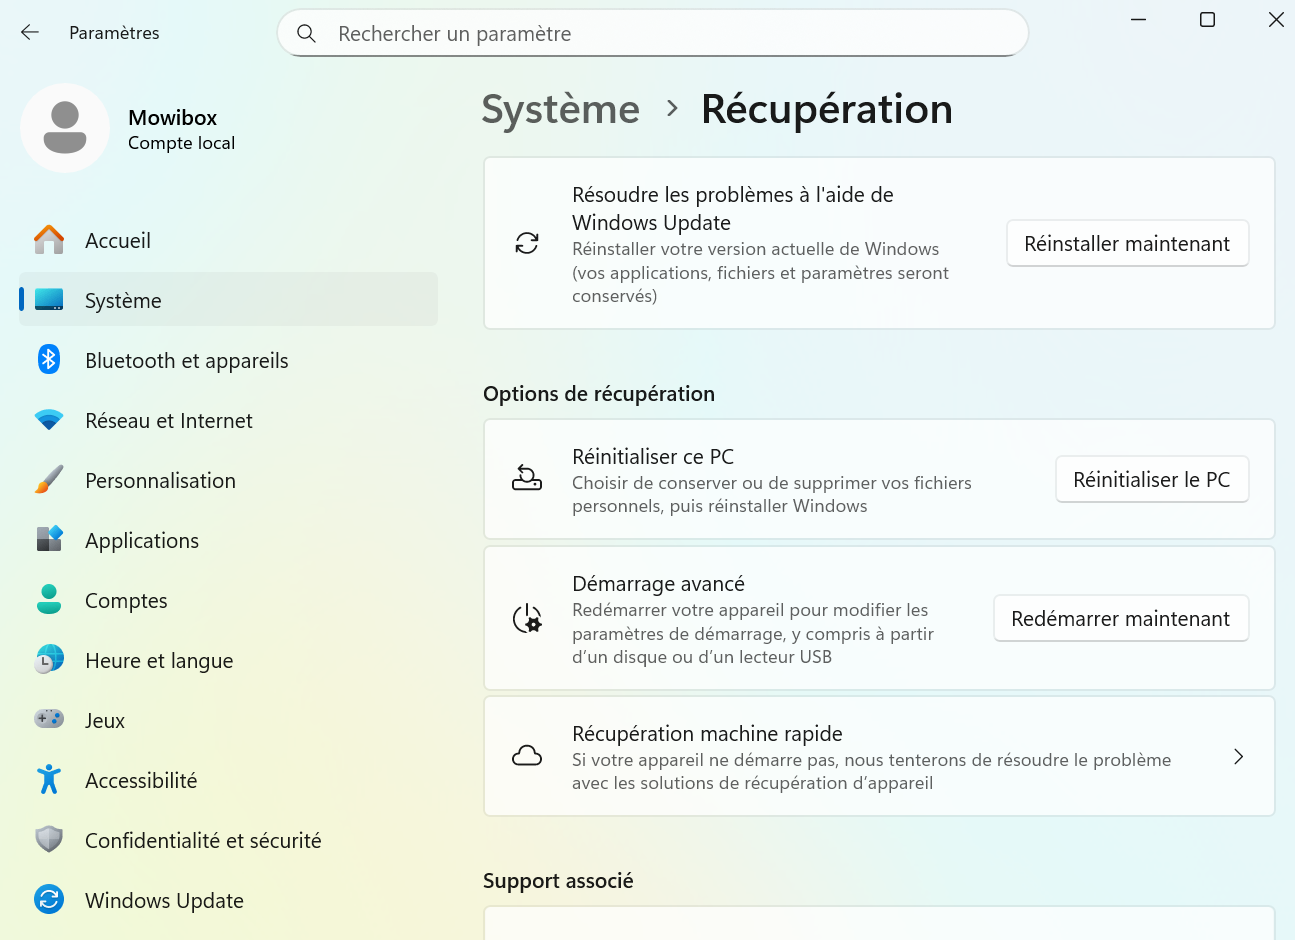 Paramètres
Rechercher un paramètre
Mowibox
Compte local
Accueil
Système
Bluetooth et appareils
Réseau et Internet
Personnalisation
Applications
Comptes
Heure et langue
Jeux
Accessibilité
Confidentialité et sécurité
Windows Update
Système > Récupération
Résoudre les problèmes à l'aide de
Windows Update
Réinstaller votre version actuelle de Windows
(vos applications, fichiers et paramètres seront
conservés)
Réinstaller maintenant
Options de récupération
Réinitialiser ce PC
Choisir de conserver ou de supprimer vos fichiers
personnels, puis réinstaller Windows
Réinitialiser le PC
Démarrage avancé
Redémarrer votre appareil pour modifier les
paramètres de démarrage, y compris à partir
d’un disque ou d’un lecteur USB
Redémarrer maintenant
Récupération machine rapide
Si votre appareil ne démarre pas, nous tenterons de résoudre le problème
avec les solutions de récupération d’appareil
Support associé